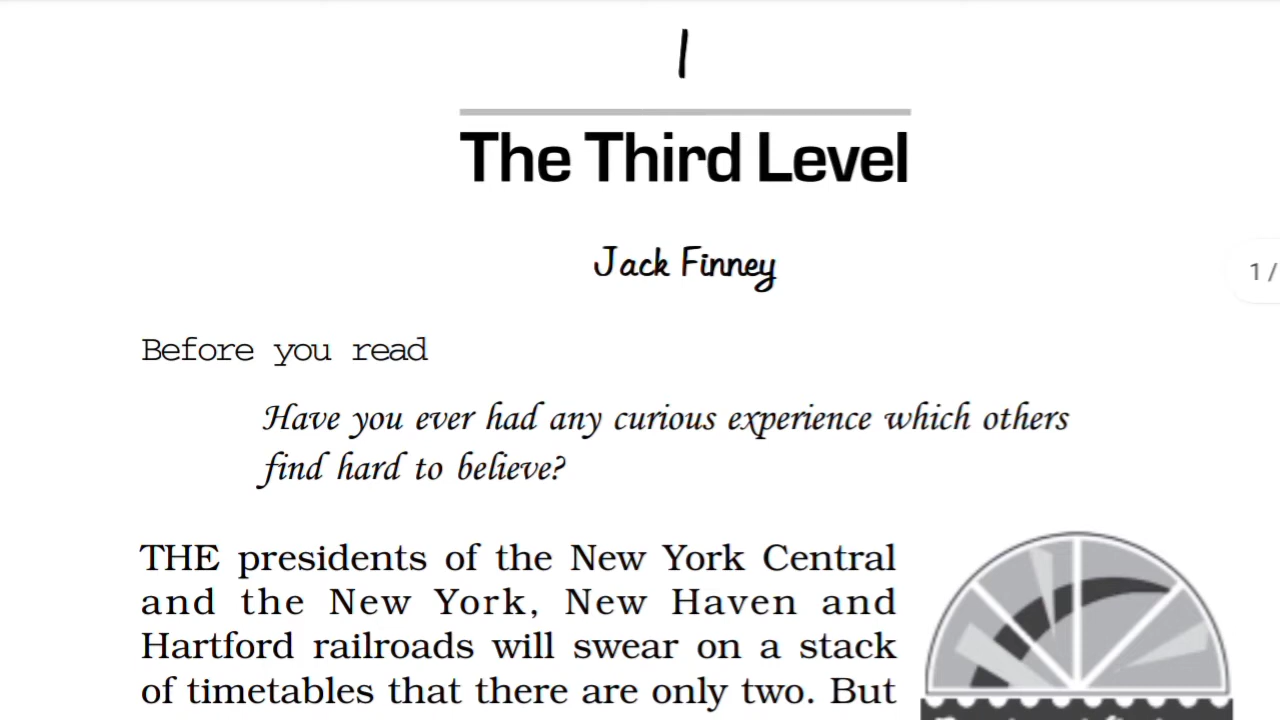 1
The Third Level
Jack Finney
1 /
Before you read
Have you ever had any curious experience which others
find hard to believe?
THE presidents of the New York Central
and the New York, New Haven and
Hartford railroads will swear on a stack
of timetables that there are only two. But